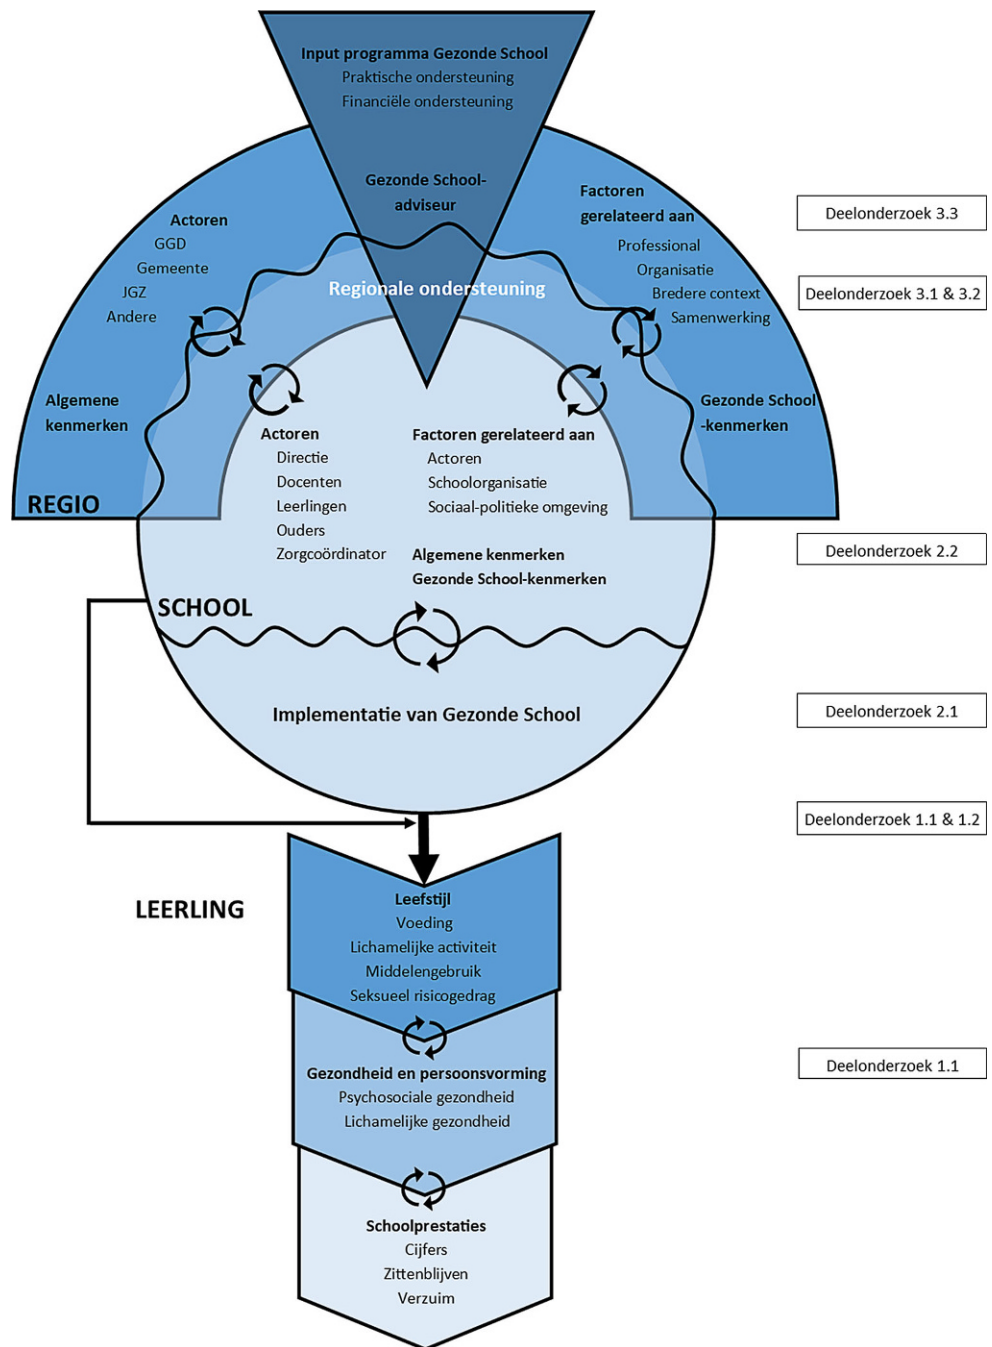 Input programma Gezonde School
Praktische ondersteuning
Financiële ondersteuning
Gezonde School-
adviseur
Actoren
GGD
Gemeente
JGZ
Andere
Factoren
gerelateerd aan
Professional
Organisatie
Bredere context
Samenwerking
Regionale ondersteuning
Algemene
kenmerken
Gezonde School
-kenmerken
REGIO
Actoren
Directie
Docenten
Leerlingen
Ouders
Zorgcoördinator
Factoren gerelateerd aan
Actoren
Schoolorganisatie
Sociaal-politieke omgeving
Algemene kenmerken
Gezonde School-kenmerken
SCHOOL
Implementatie van Gezonde School
LEERLING
Leefstijl
Voeding
Lichamelijke activiteit
Middelengebruik
Seksueel risicogedrag
Gezondheid en persoonsvorming
Psychosociale gezondheid
Lichamelijke gezondheid
Schoolprestaties
Cijfers
Zittenblijven
Verzuim
Deelonderzoek 3.3
Deelonderzoek 3.1 & 3.2
Deelonderzoek 2.2
Deelonderzoek 2.1
Deelonderzoek 1.1 & 1.2
Deelonderzoek 1.1